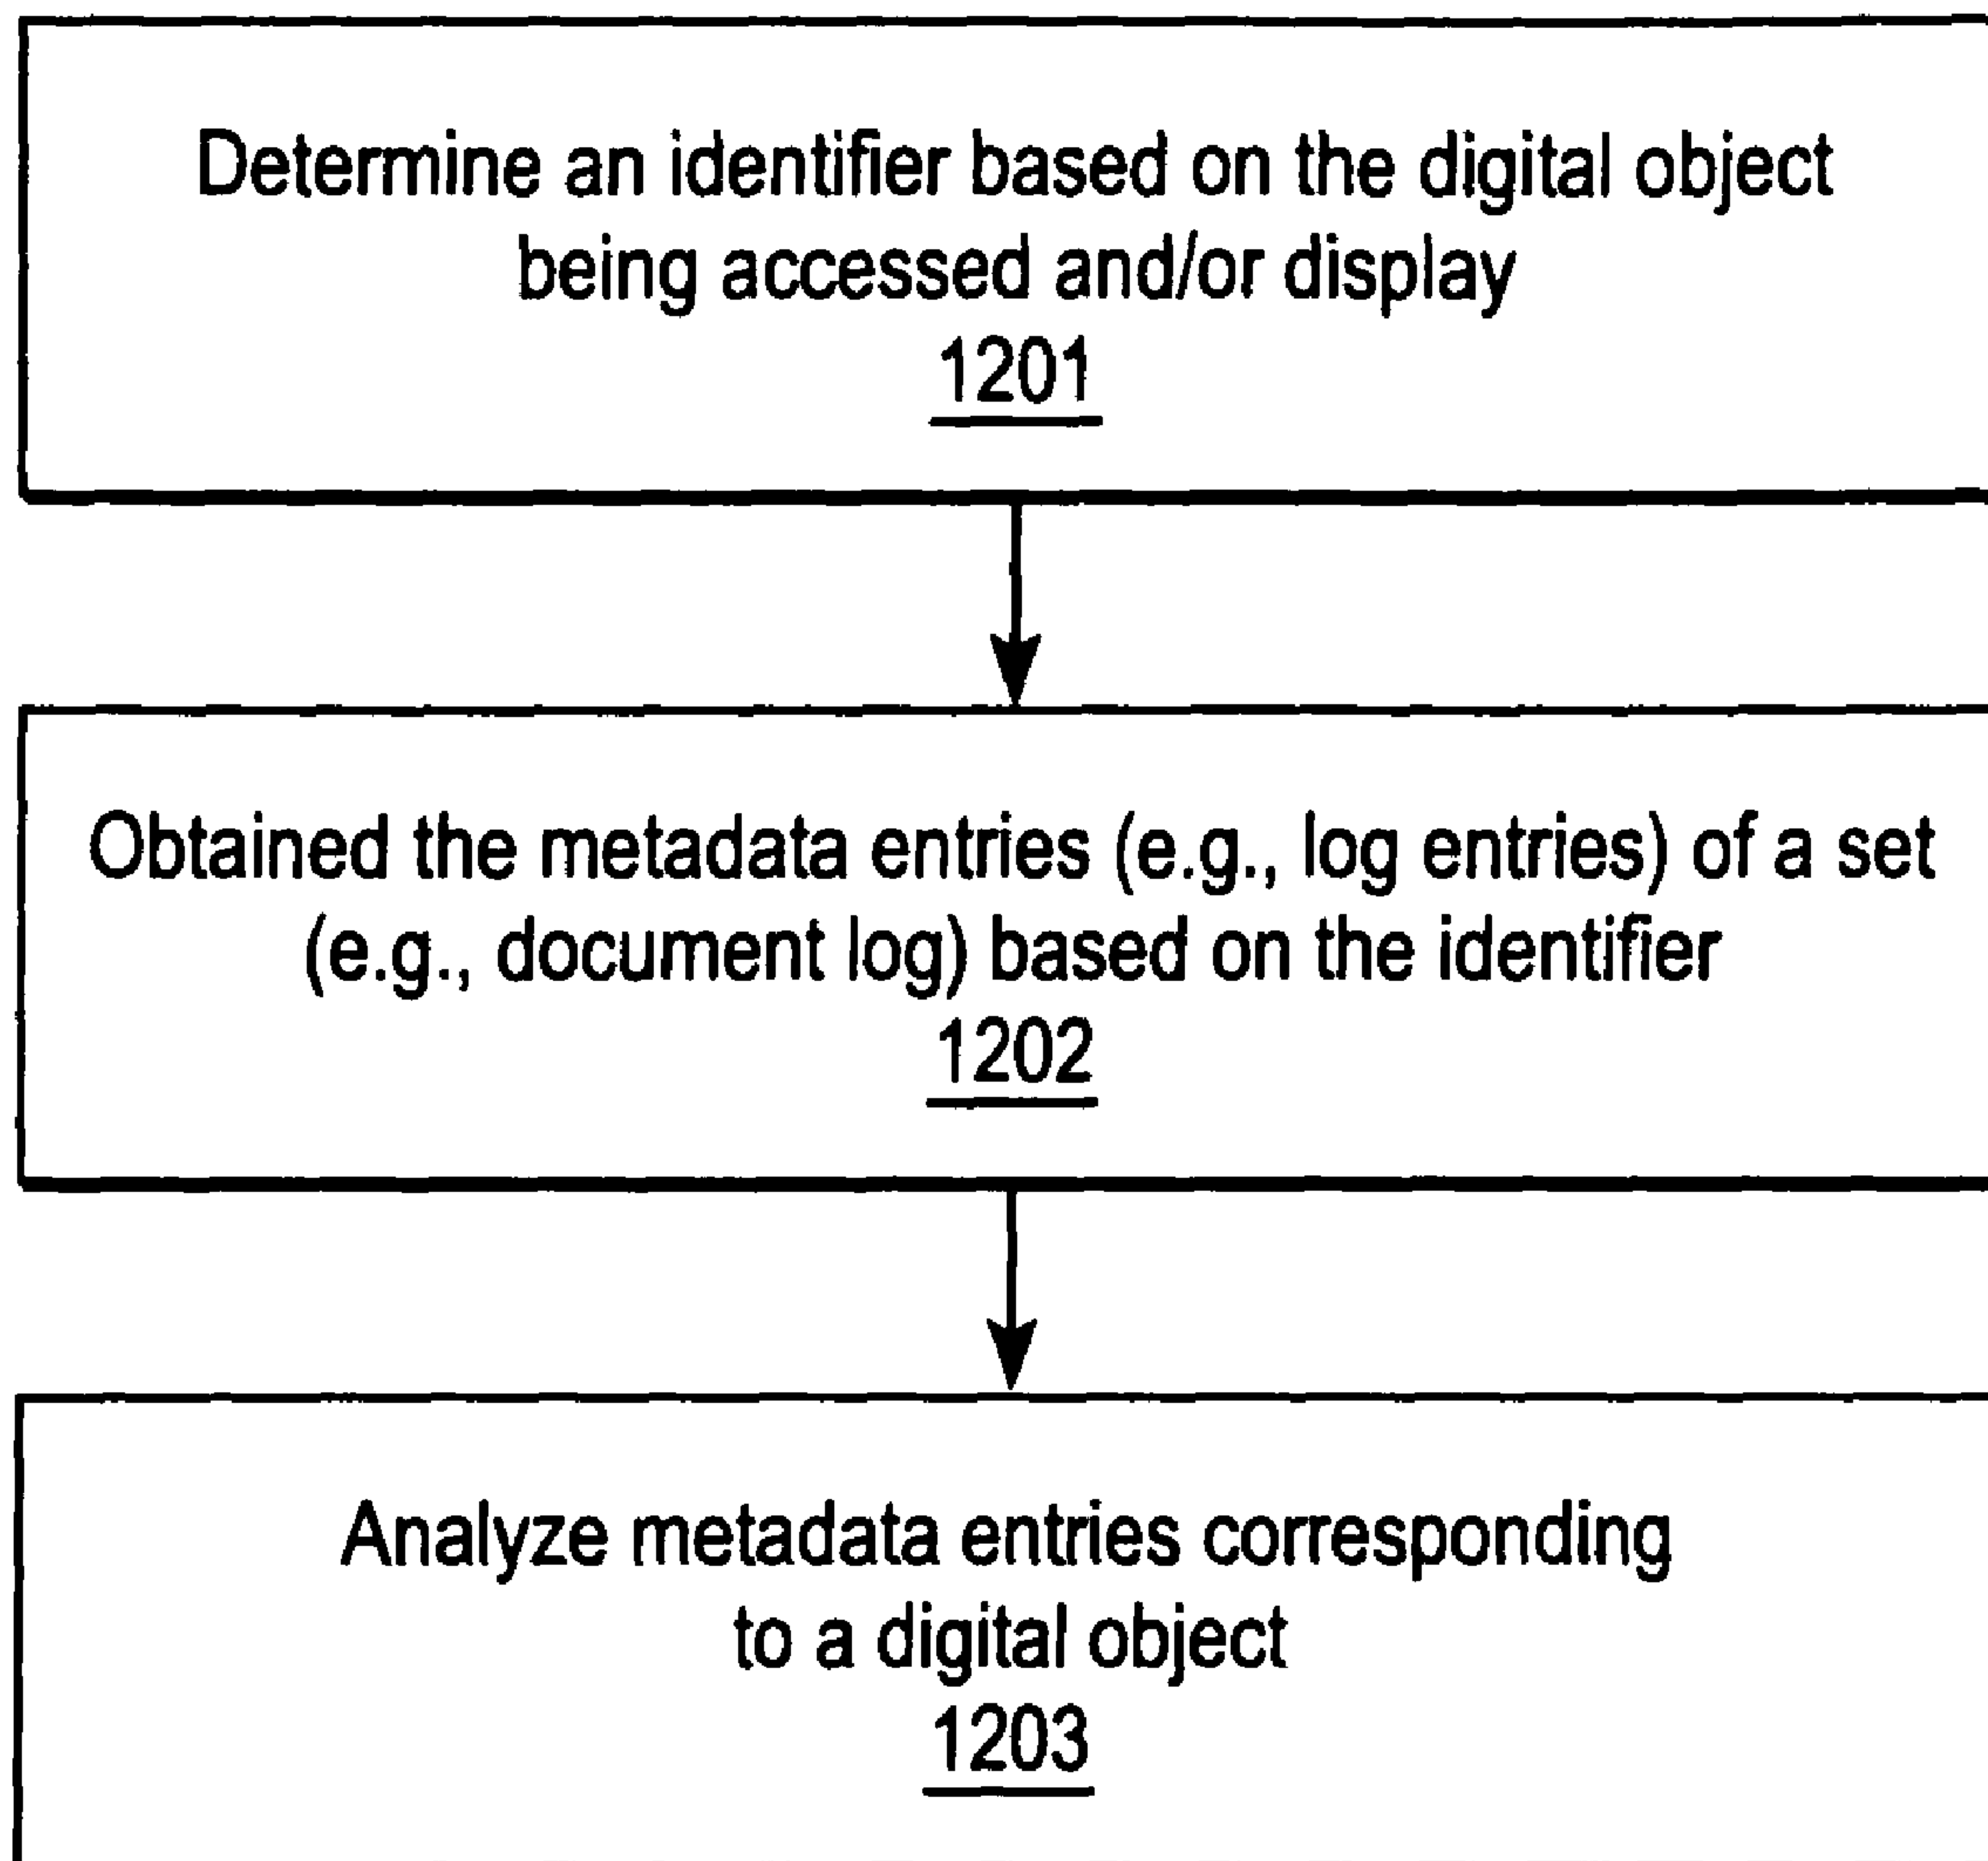 Determine an identifier based on the digital object
being accessed and/or display
1201
Obtained the metadata entries (e.g., log entries) of a set
(e.g., document log) based on the identifier
1202
Analyze metadata entries corresponding
to a digital object
1203